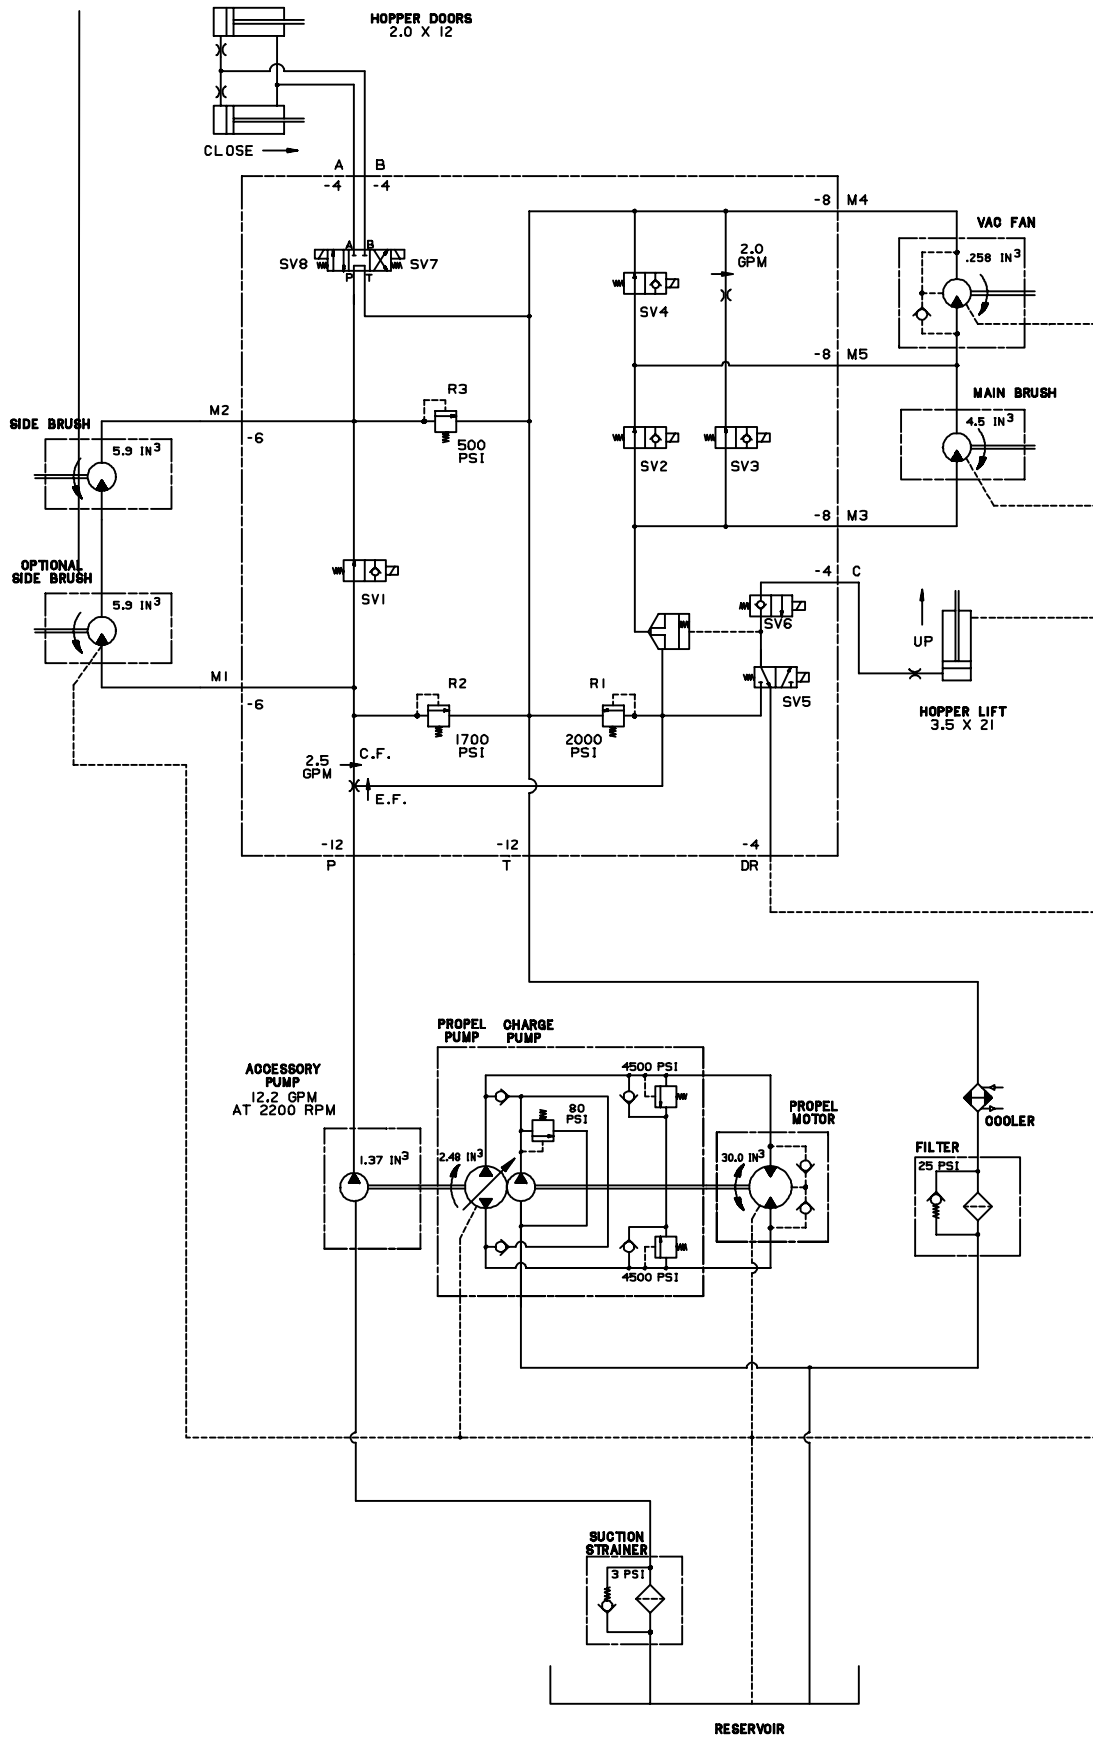 HOPPER DOORS
2.0 X 12
CLOSE
A B
-4 -4
-8 M4
VAC FAN
.258 IN3
A B
SV8 SV7
P T
2.0
GPM
SV4
-8 M5
R3
MAIN BRUSH
4.5 IN3
M2
SIDE BRUSH
-6
500
PSI
5.9 IN3
SV2 SV3
-8 M3
OPTIONAL
SIDE BRUSH
5.9 IN3
SV1
-4 C
SV6
UP
M1
R2 R1
-6
SV5
HOPPER LIFT
3.5 X 21
1700
PSI
2000
PSI
2.5
GPM
C.F.
E.F.
-12 -12 -4
P T DR
PROPEL
PUMP
CHARGE
PUMP
ACCESSORY
PUMP
12.2 GPM
AT 2200 RPM
4500 PSI
80
PSI
PROPEL
MOTOR
COOLER
FILTER
25 PSI
1.37 IN3
2.48 IN3
30.0 IN3
4500 PSI
SUCTION
STRAINER
3 PSI
RESERVOIR